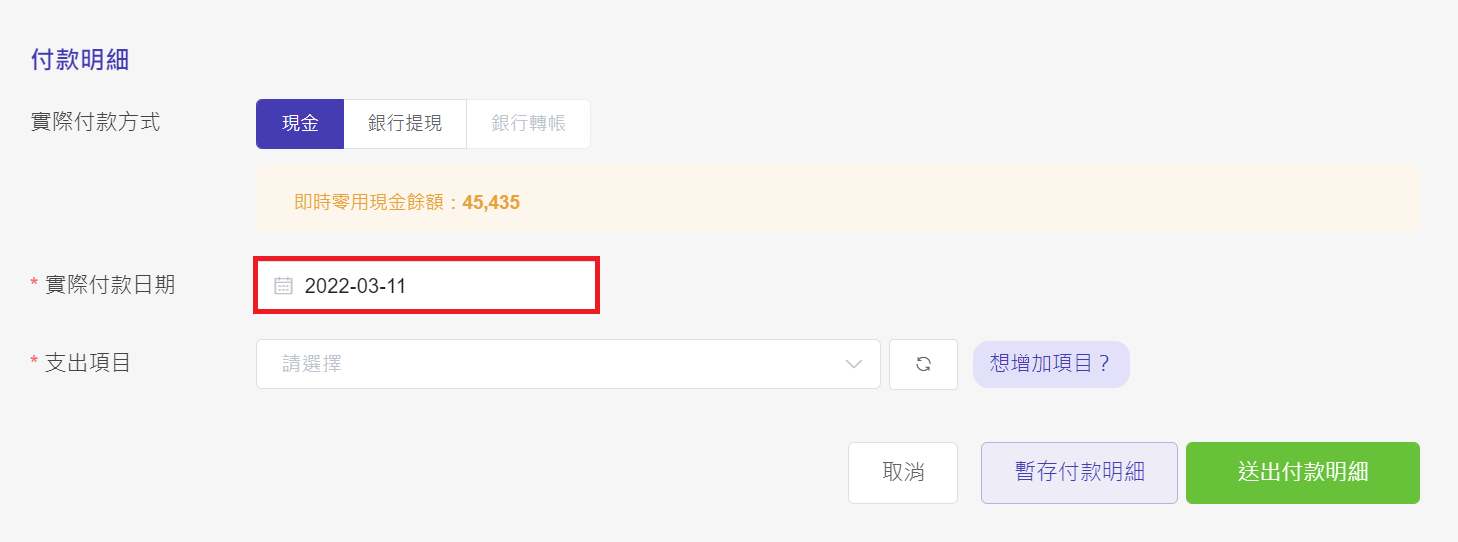 付款明細
實際付款方式 現金 銀行提現 銀行轉帳
即時零用現金餘額：45,435
* 實際付款日期 2022-03-11
* 支出項目 請選擇 想增加項目？
取消 暫存付款明細 送出付款明細